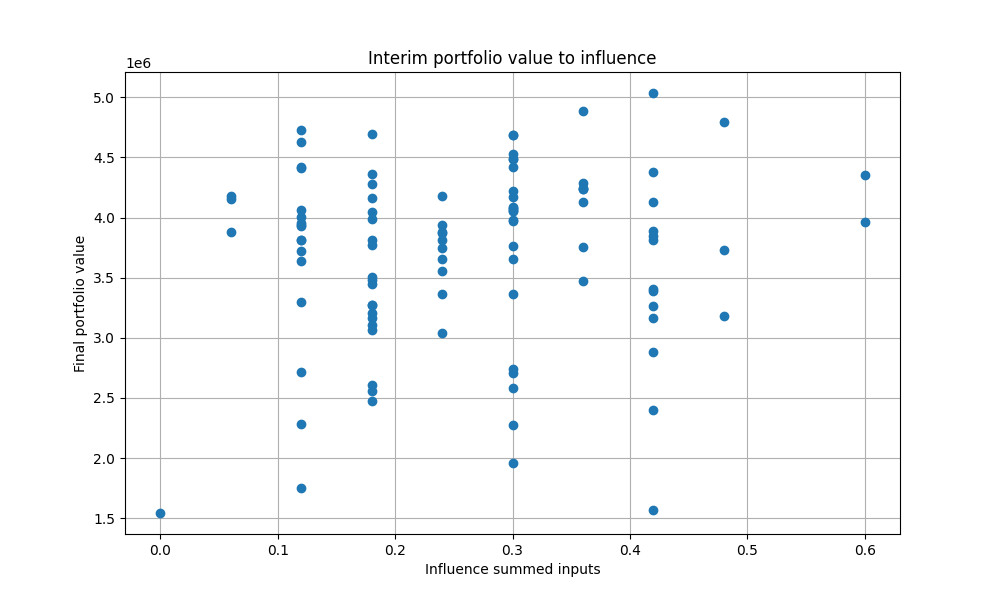 Interim portfolio value to influence
1e6
5.0
4.5
4.0
3.5
3.0
2.5
2.0
1.5
Final portfolio value
0.0 0.1 0.2 0.3 0.4 0.5 0.6
Influence summed inputs